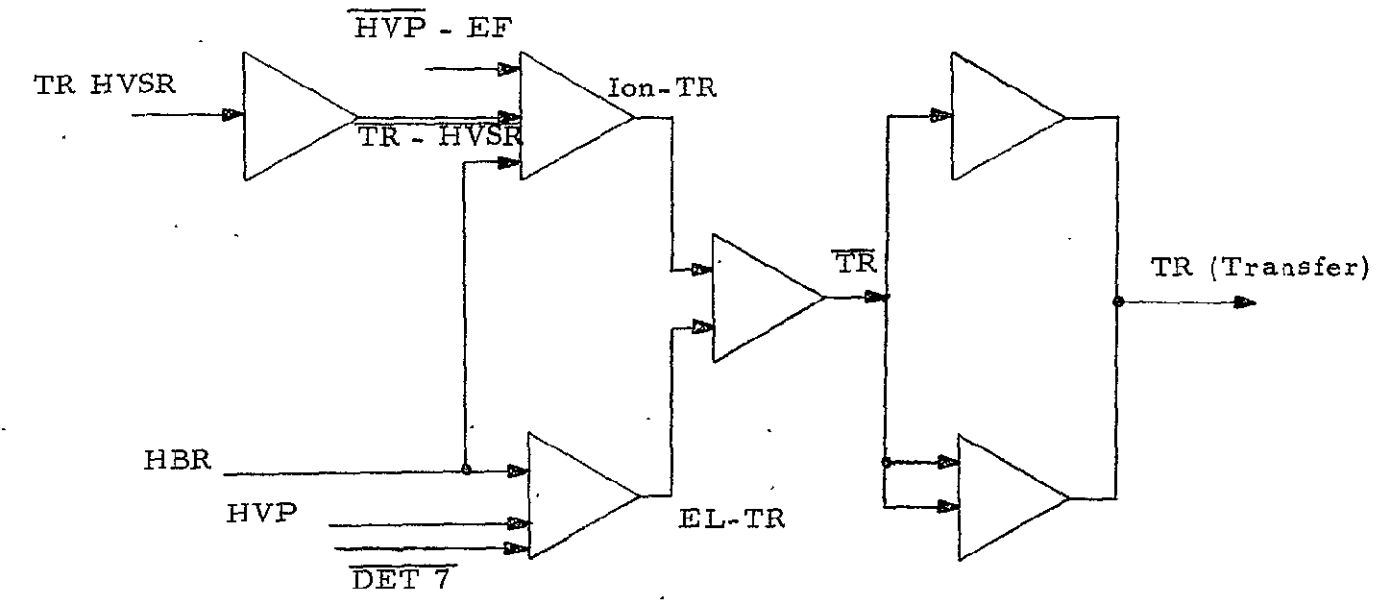 HVP - EF
TR HVSR
Ion-TR
TR - HVSR
TR
TR (Transfer)
HBR
HVP
EL-TR
DET 7